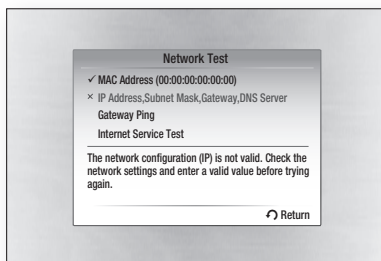 Network Test
✓ MAC Address (00:00:00:00:00:00)
× IP Address,Subnet Mask,Gateway,DNS Server
Gateway Ping
Internet Service Test
The network configuration (IP) is not valid. Check the
network settings and enter a valid value before trying
again.
Return